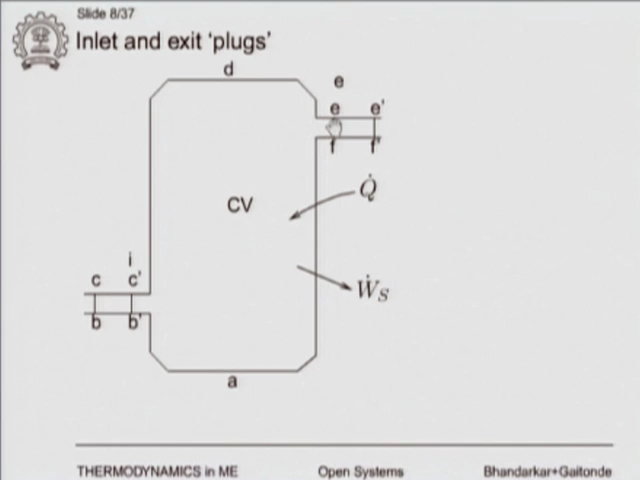 Slide 8/37
Inlet and exit 'plugs'
d
e
e e'
f f'
Q̇
CV
i
c c'
Ẇ_S
b b'
a
THERMODYNAMICS in ME Open Systems Bhandarkar+Gaitonde